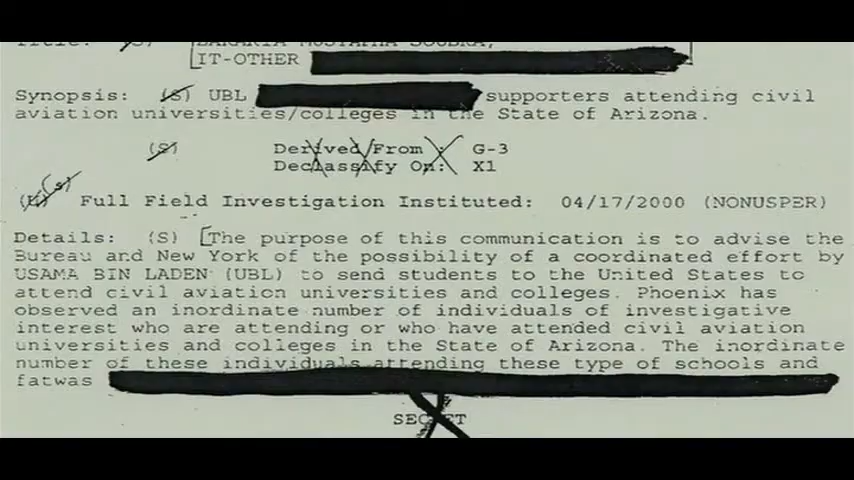 Title: (S) ZAKARIA MUSTAPHA SOUBRA,
IT-OTHER
Synopsis: (S) UBL supporters attending civil
aviation universities/colleges in the State of Arizona.
(S) Derived From : G-3
Declassify On: X1
Full Field Investigation Instituted: 04/17/2000 (NONUSPER)
Details: (S) [The purpose of this communication is to advise the
Bureau and New York of the possibility of a coordinated effort by
USAMA BIN LADEN (UBL) to send students to the United States to
attend civil aviation universities and colleges. Phoenix has
observed an inordinate number of individuals of investigative
interest who are attending or who have attended civil aviation
universities and colleges in the State of Arizona. The inordinate
number of these individuals attending these type of schools and
fatwas
SECRET